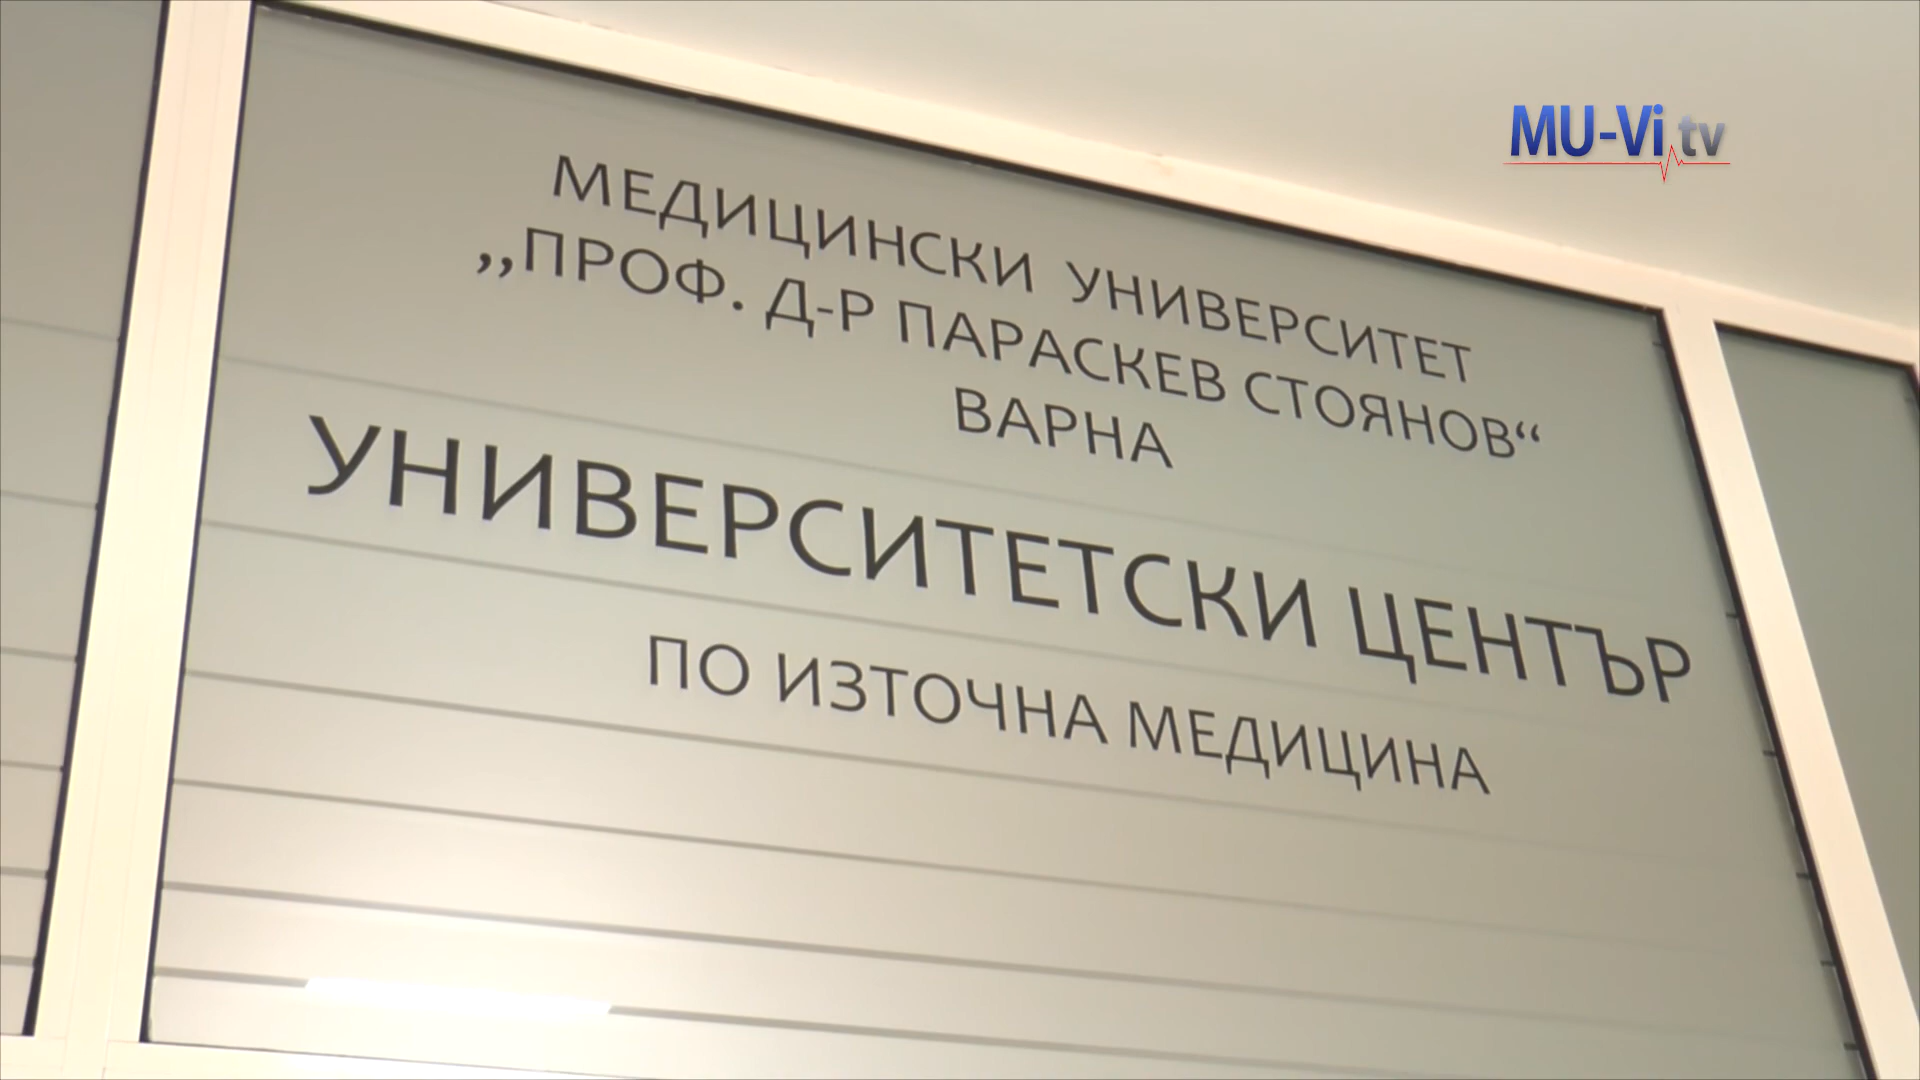 MU-Vi.tv
МЕДИЦИНСКИ УНИВЕРСИТЕТ
,,ПРОФ. Д-Р ПАРАСКЕВ СТОЯНОВ“
ВАРНА
УНИВЕРСИТЕТСКИ ЦЕНТЪР
ПО ИЗТОЧНА МЕДИЦИНА